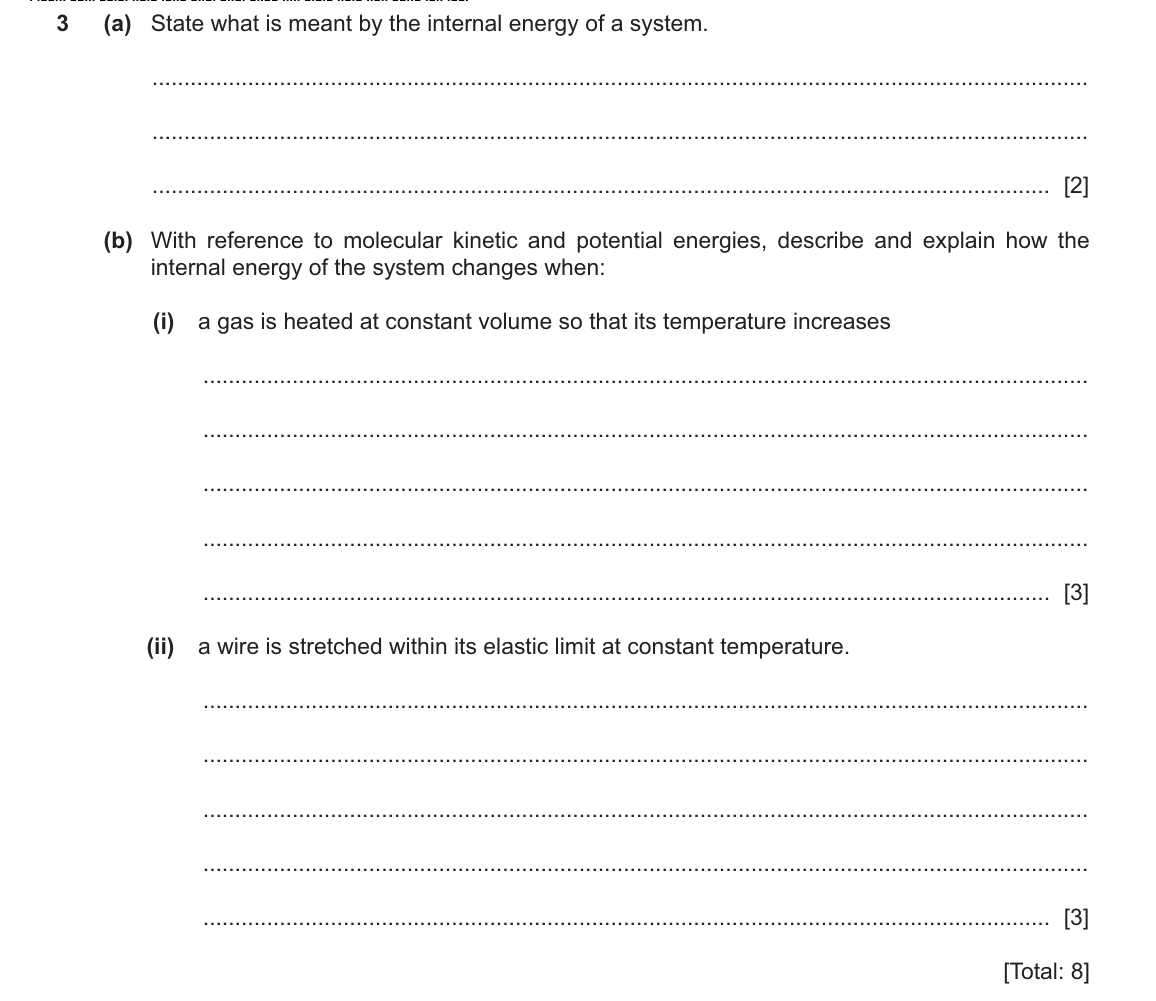 3 (a) State what is meant by the internal energy of a system.
..........................................................................................................................................................
..........................................................................................................................................................
.................................................................................................................................................... [2]
(b) With reference to molecular kinetic and potential energies, describe and explain how the
internal energy of the system changes when:
(i) a gas is heated at constant volume so that its temperature increases
..................................................................................................................................................
..................................................................................................................................................
..................................................................................................................................................
..................................................................................................................................................
............................................................................................................................................ [3]
(ii) a wire is stretched within its elastic limit at constant temperature.
..................................................................................................................................................
..................................................................................................................................................
..................................................................................................................................................
..................................................................................................................................................
............................................................................................................................................ [3]
[Total: 8]